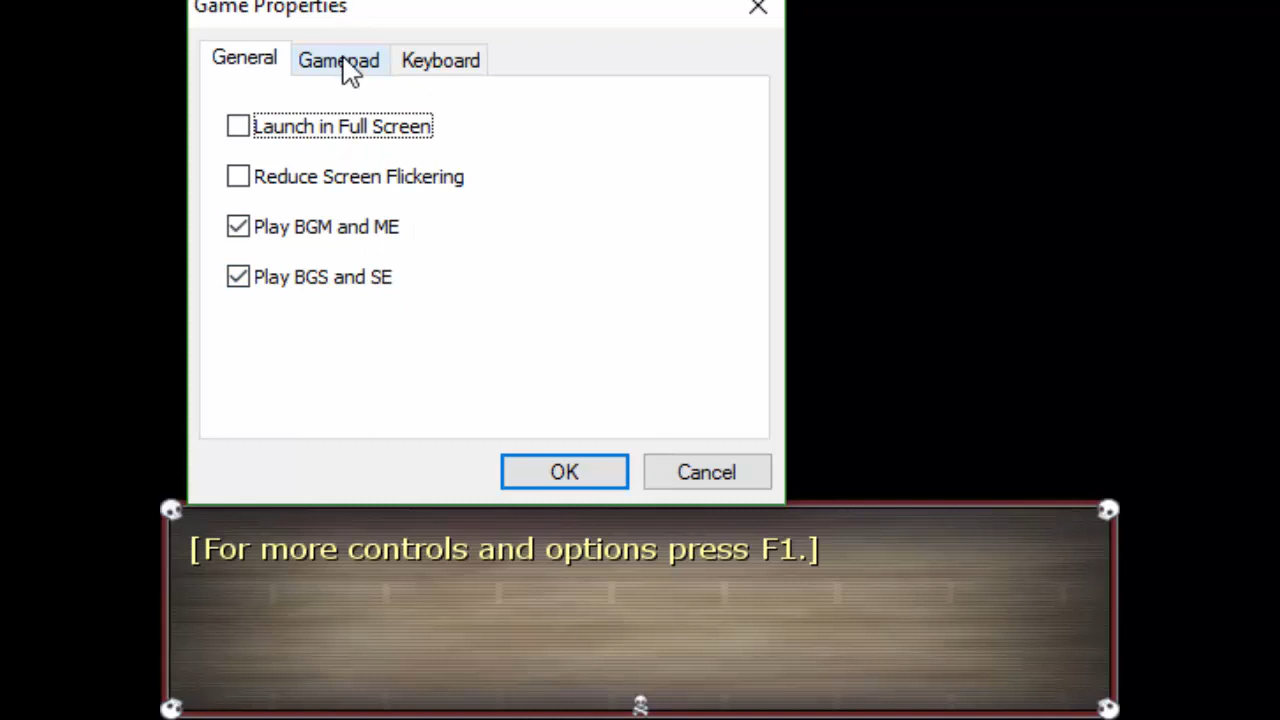 Game Properties
General Gamepad Keyboard
Launch in Full Screen
Reduce Screen Flickering
Play BGM and ME
Play BGS and SE
OK Cancel
[For more controls and options press F1.]